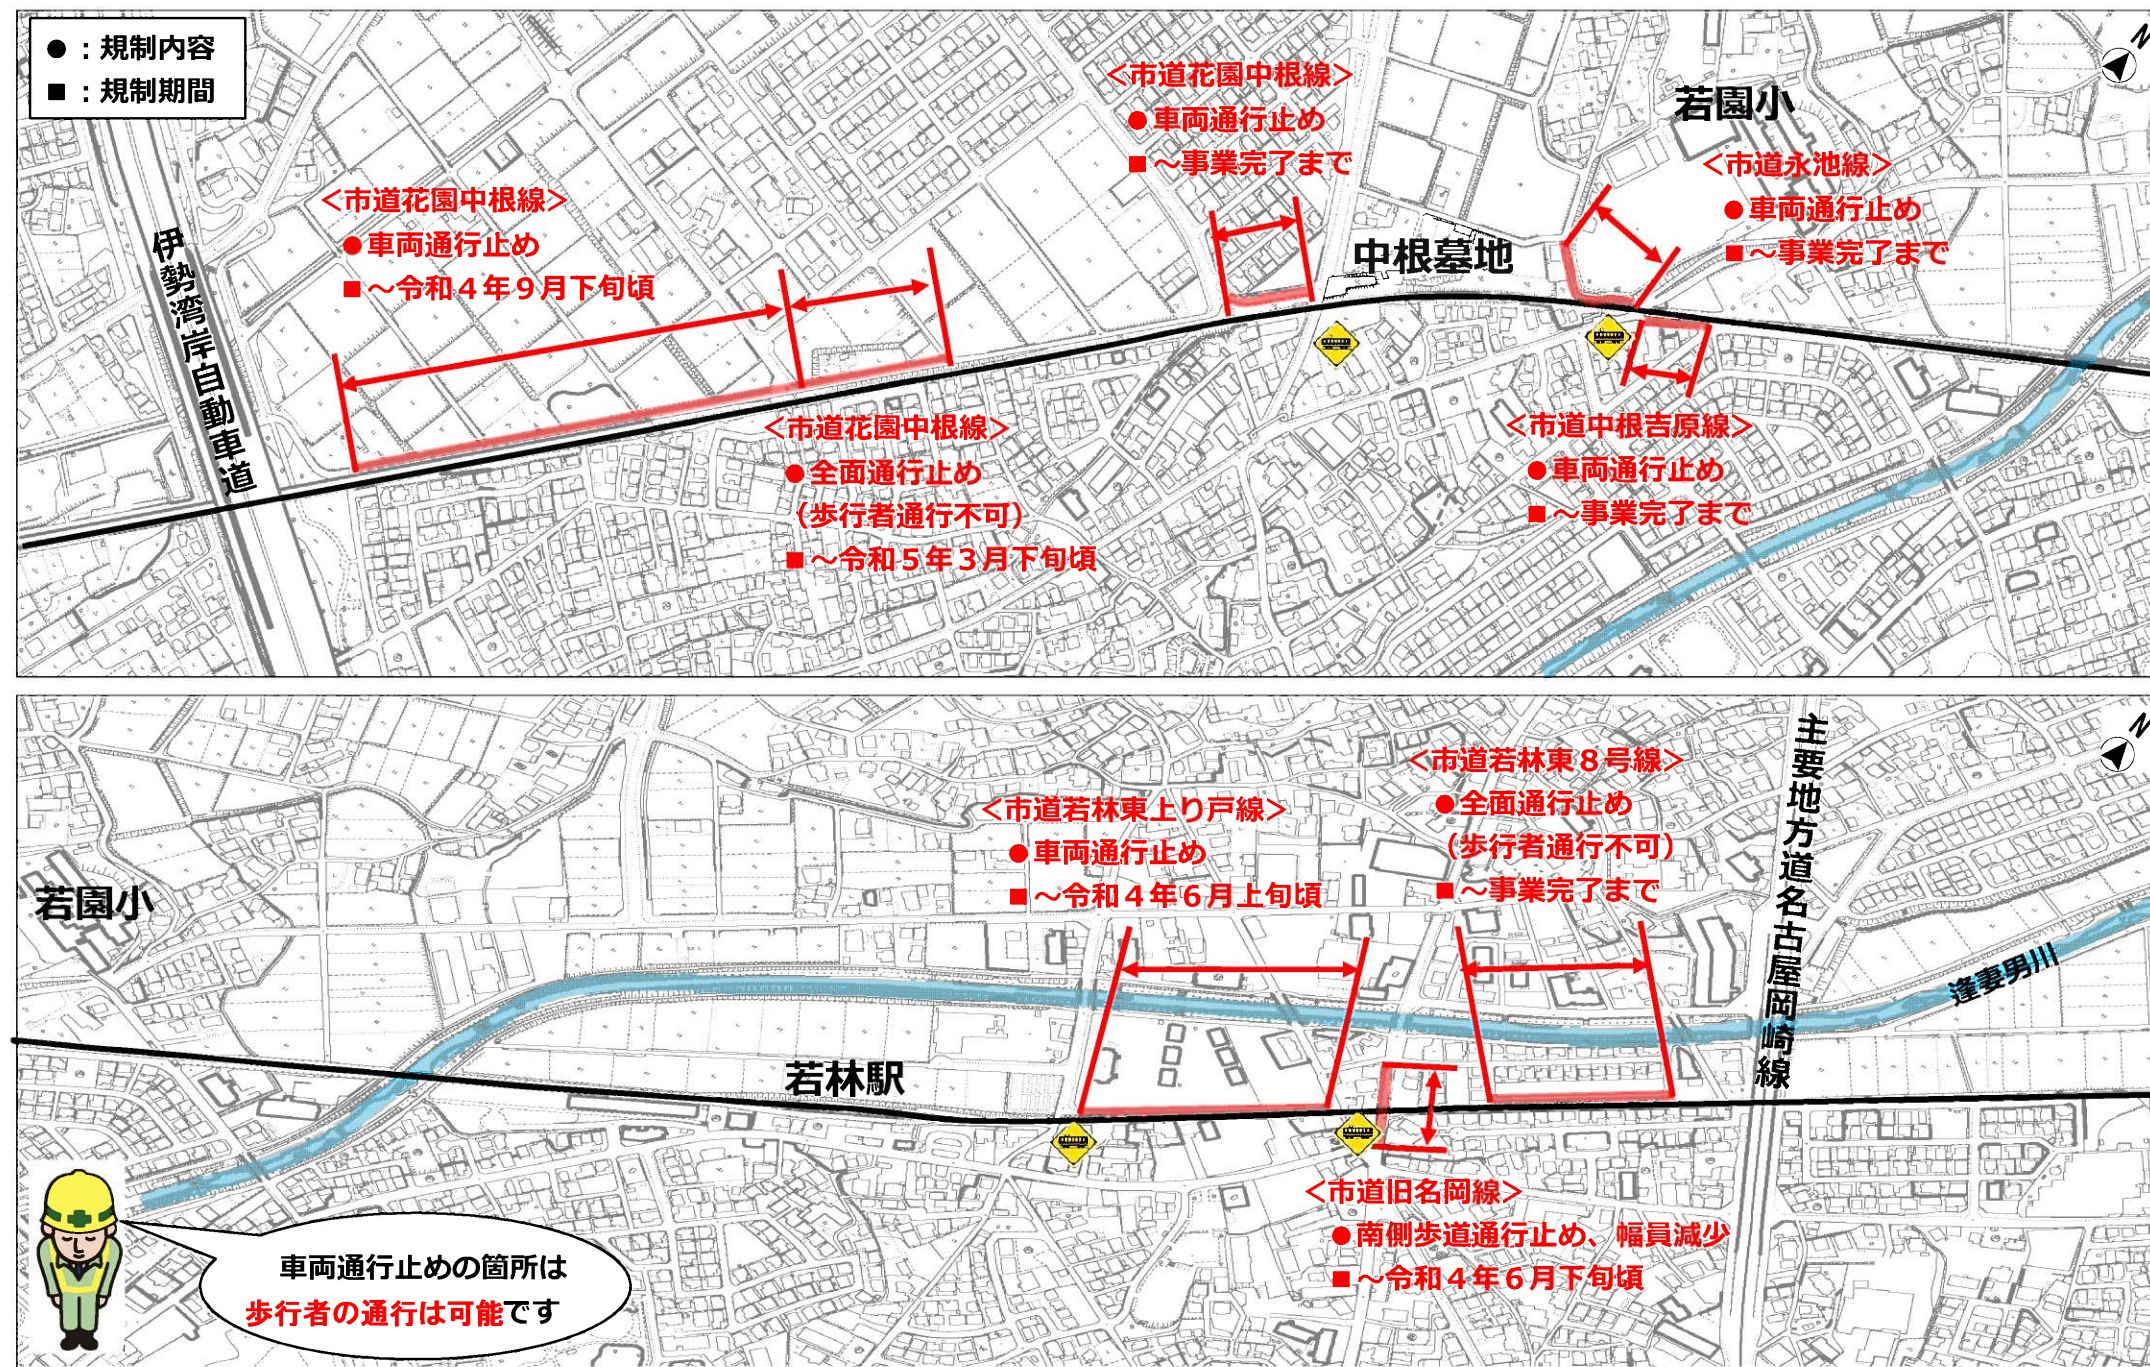 ●：規制内容
■：規制期間
＜市道花園中根線＞
●車両通行止め
■～事業完了まで
若園小
＜市道永池線＞
●車両通行止め
■～事業完了まで
＜市道花園中根線＞
●車両通行止め
■～令和４年９月下旬頃
伊勢湾岸自動車道
中根墓地
＜市道花園中根線＞
●全面通行止め
（歩行者通行不可）
■～令和５年３月下旬頃
＜市道中根吉原線＞
●車両通行止め
■～事業完了まで
N
主要地方道名古屋岡崎線
N
＜市道若林東８号線＞
●全面通行止め
（歩行者通行不可）
■～事業完了まで
＜市道若林東上り戸線＞
●車両通行止め
■～令和４年６月上旬頃
若園小
逢妻男川
若林駅
＜市道旧名岡線＞
●南側歩道通行止め、幅員減少
■～令和４年６月下旬頃
車両通行止めの箇所は
歩行者の通行は可能です